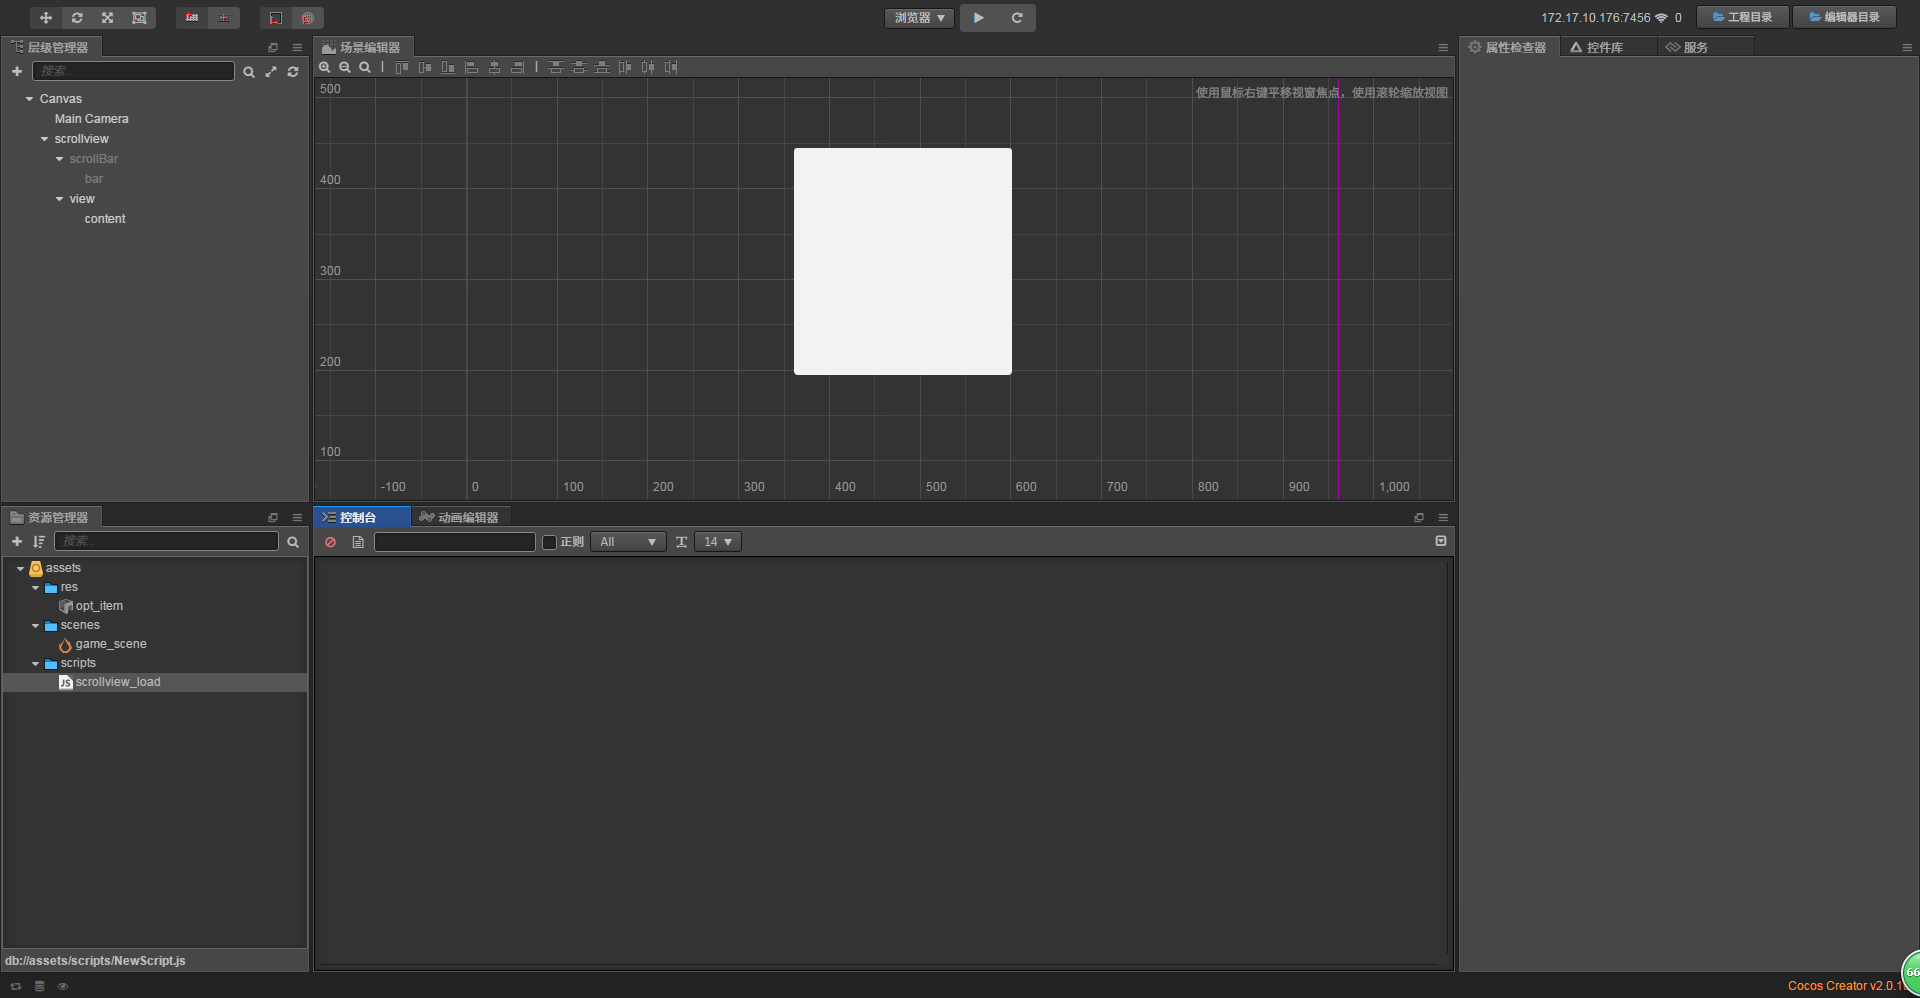 浏览器
172.17.10.176:7456 0
工程目录
编辑器目录
层级管理器
搜索...
Canvas
Main Camera
scrollview
scrollBar
bar
view
content
场景编辑器
使用鼠标右键平移视窗焦点，使用滚轮缩放视图
500
400
300
200
100
-100 0 100 200 300 400 500 600 700 800 900 1,000
属性检查器 控件库 服务
资源管理器
搜索...
assets
res
opt_item
scenes
game_scene
scripts
JS scrollview_load
db://assets/scripts/NewScript.js
控制台 动画编辑器
正则 All 14
66
Cocos Creator v2.0.1